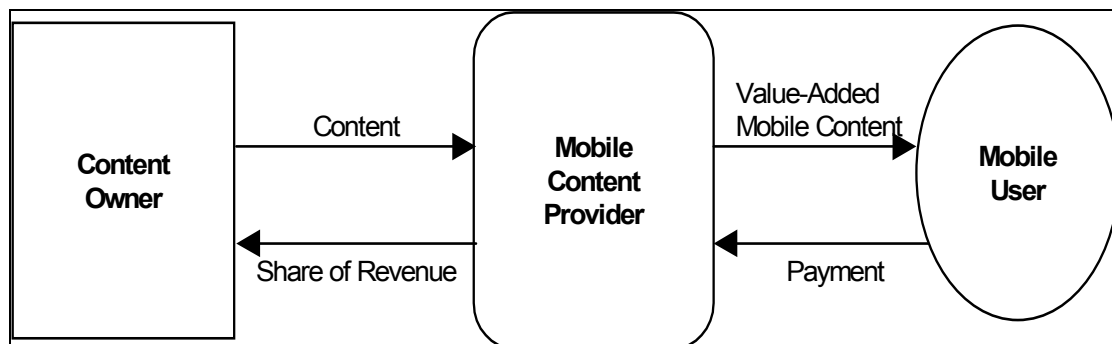 Content
Owner
Content
Share of Revenue
Mobile
Content
Provider
Value-Added
Mobile Content
Payment
Mobile
User